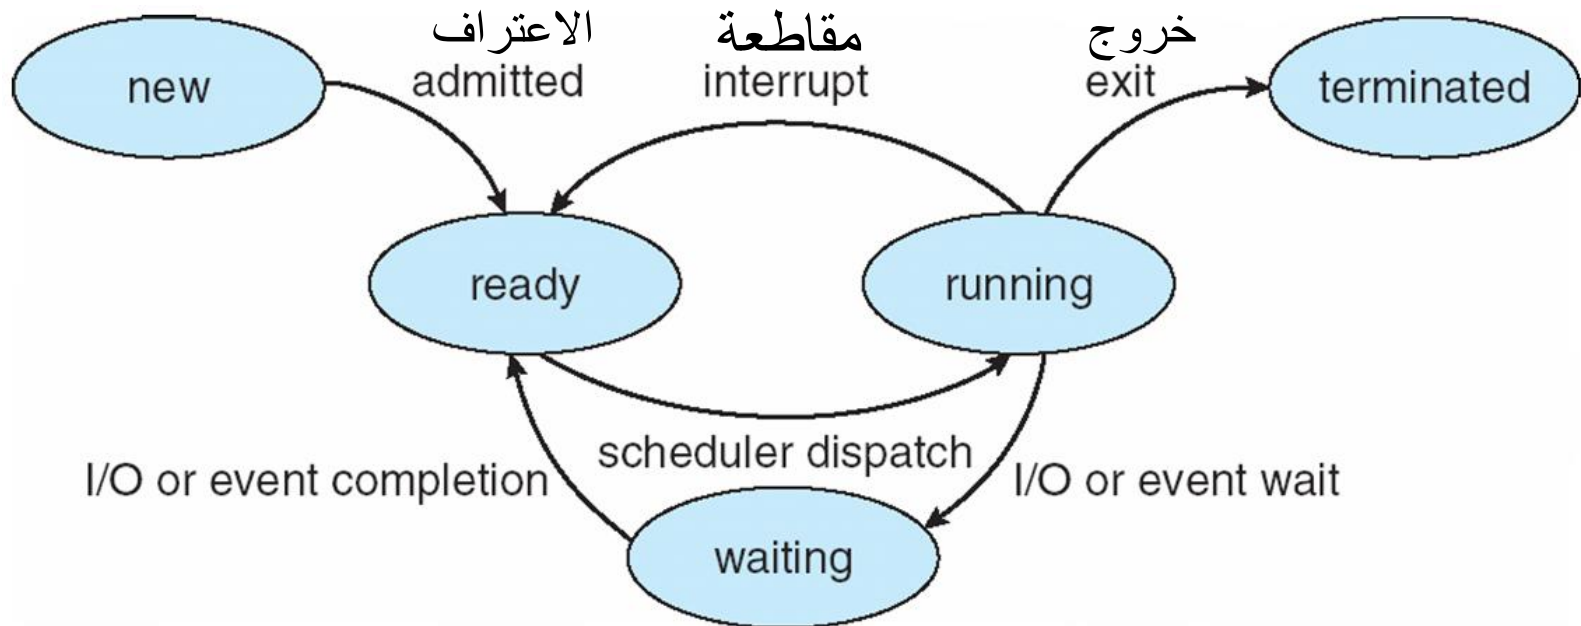 الاعتراف
مقاطعة
خروج
new
admitted
interrupt
exit
terminated
ready
running
scheduler dispatch
I/O or event completion
I/O or event wait
waiting